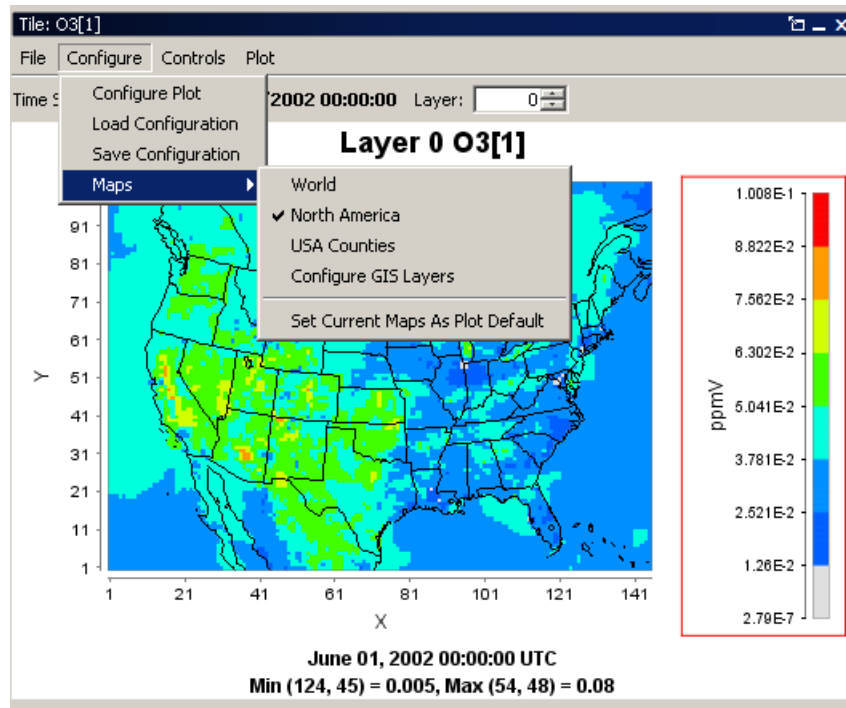 Tile: O3[1]
File Configure Controls Plot
Time /2002 00:00:00 Layer: 0
Configure Plot
Load Configuration
Save Configuration
Maps
World
North America
USA Counties
Configure GIS Layers
Set Current Maps As Plot Default
Layer 0 O3[1]
91
81
71
61
51
41
31
21
11
1
Y
1 21 41 61 81 101 121 141
X
1.008E-1
8.822E-2
7.562E-2
6.302E-2
5.041E-2
3.781E-2
2.521E-2
1.26E-2
2.79E-7
ppmV
June 01, 2002 00:00:00 UTC
Min (124, 45) = 0.005, Max (54, 48) = 0.08